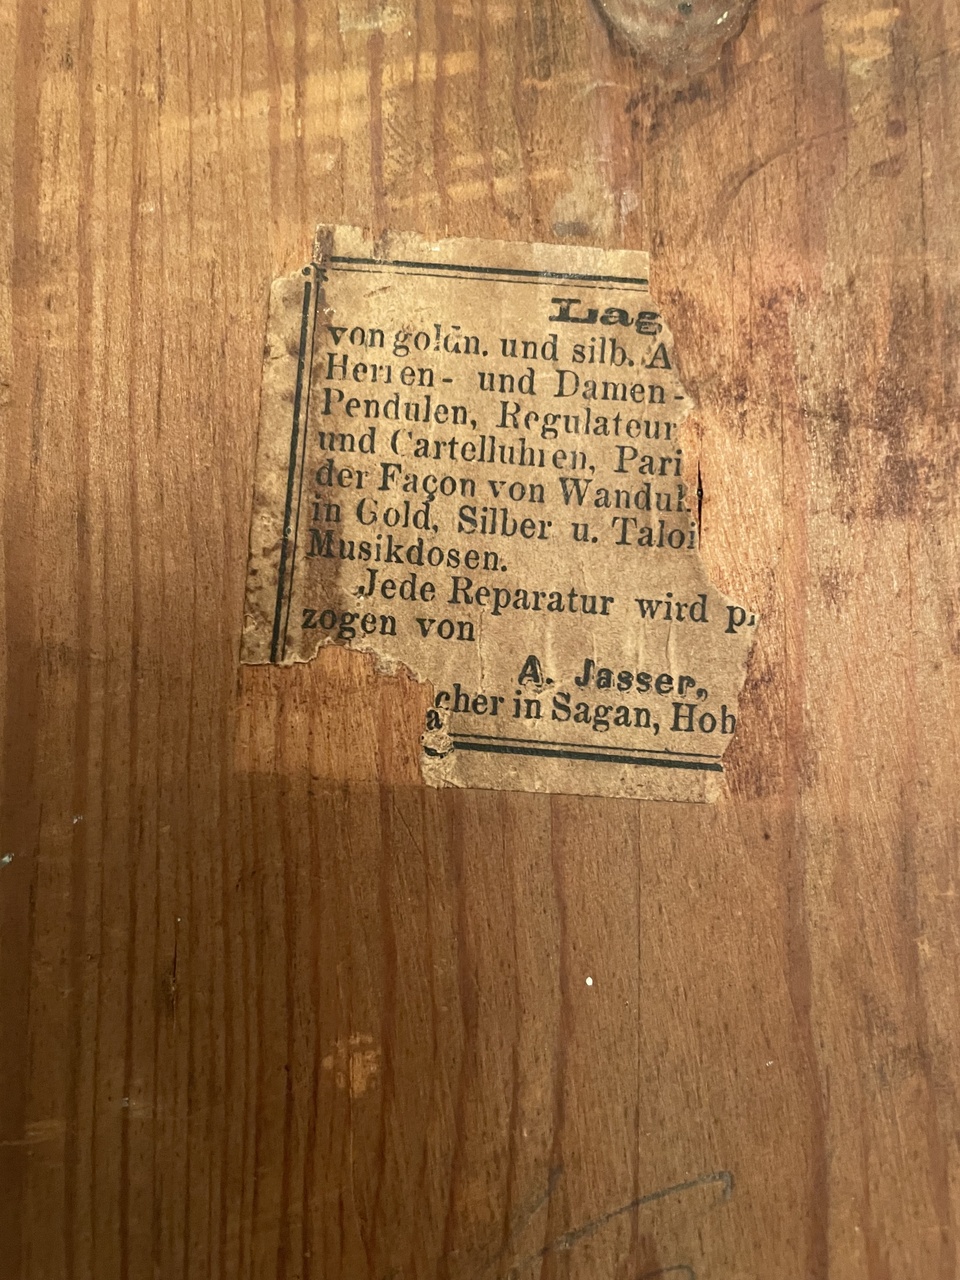 Lag
von goldn. und silb. A
Herren- und Damen-
Pendulen, Regulateur
und Cartelluhren, Pari
der Façon von Wanduh
in Gold, Silber u. Taloi
Musikdosen.
Jede Reparatur wird p
zogen von
A. Jasser,
cher in Sagan, Hob
a